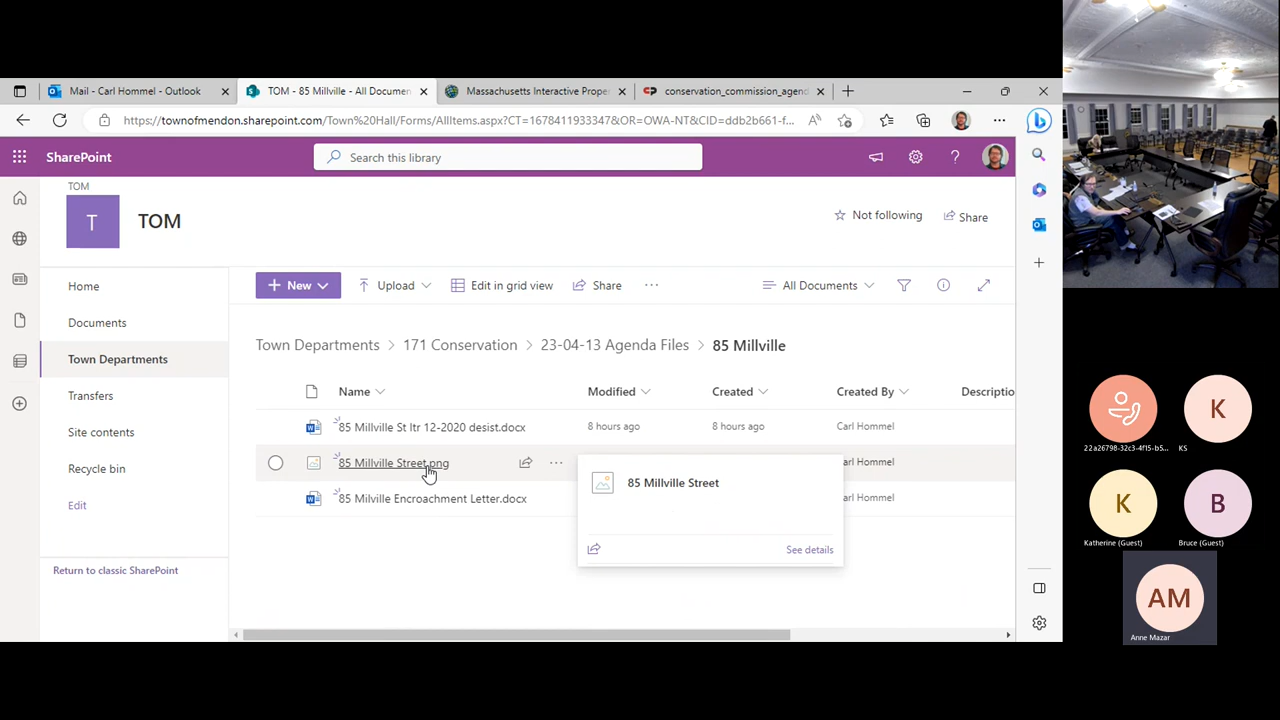 Mail - Carl Hommel - Outlook
TOM - 85 Millville - All Documen
Massachusetts Interactive Prope
conservation_commission_agend
https://townofmendon.sharepoint.com/Town%20Hall/Forms/AllItems.aspx?CT=1678411933347&OR=OWA-NT&CID=ddb2b661-f...
SharePoint
Search this library
TOM
T
TOM
Not following
Share
Home
Documents
Town Departments
Transfers
Site contents
Recycle bin
Edit
Return to classic SharePoint
New
Upload
Edit in grid view
Share
All Documents
Town Departments > 171 Conservation > 23-04-13 Agenda Files > 85 Millville
Name
Modified
Created
Created By
Descriptio
85 Millville St ltr 12-2020 desist.docx
8 hours ago
8 hours ago
Carl Hommel
85 Millville Street.png
arl Hommel
85 Milville Encroachment Letter.docx
arl Hommel
85 Millville Street
See details
22a26798-32c3-4f15-b5...
K
KS
K
Katherine (Guest)
B
Bruce (Guest)
AM
Anne Mazar